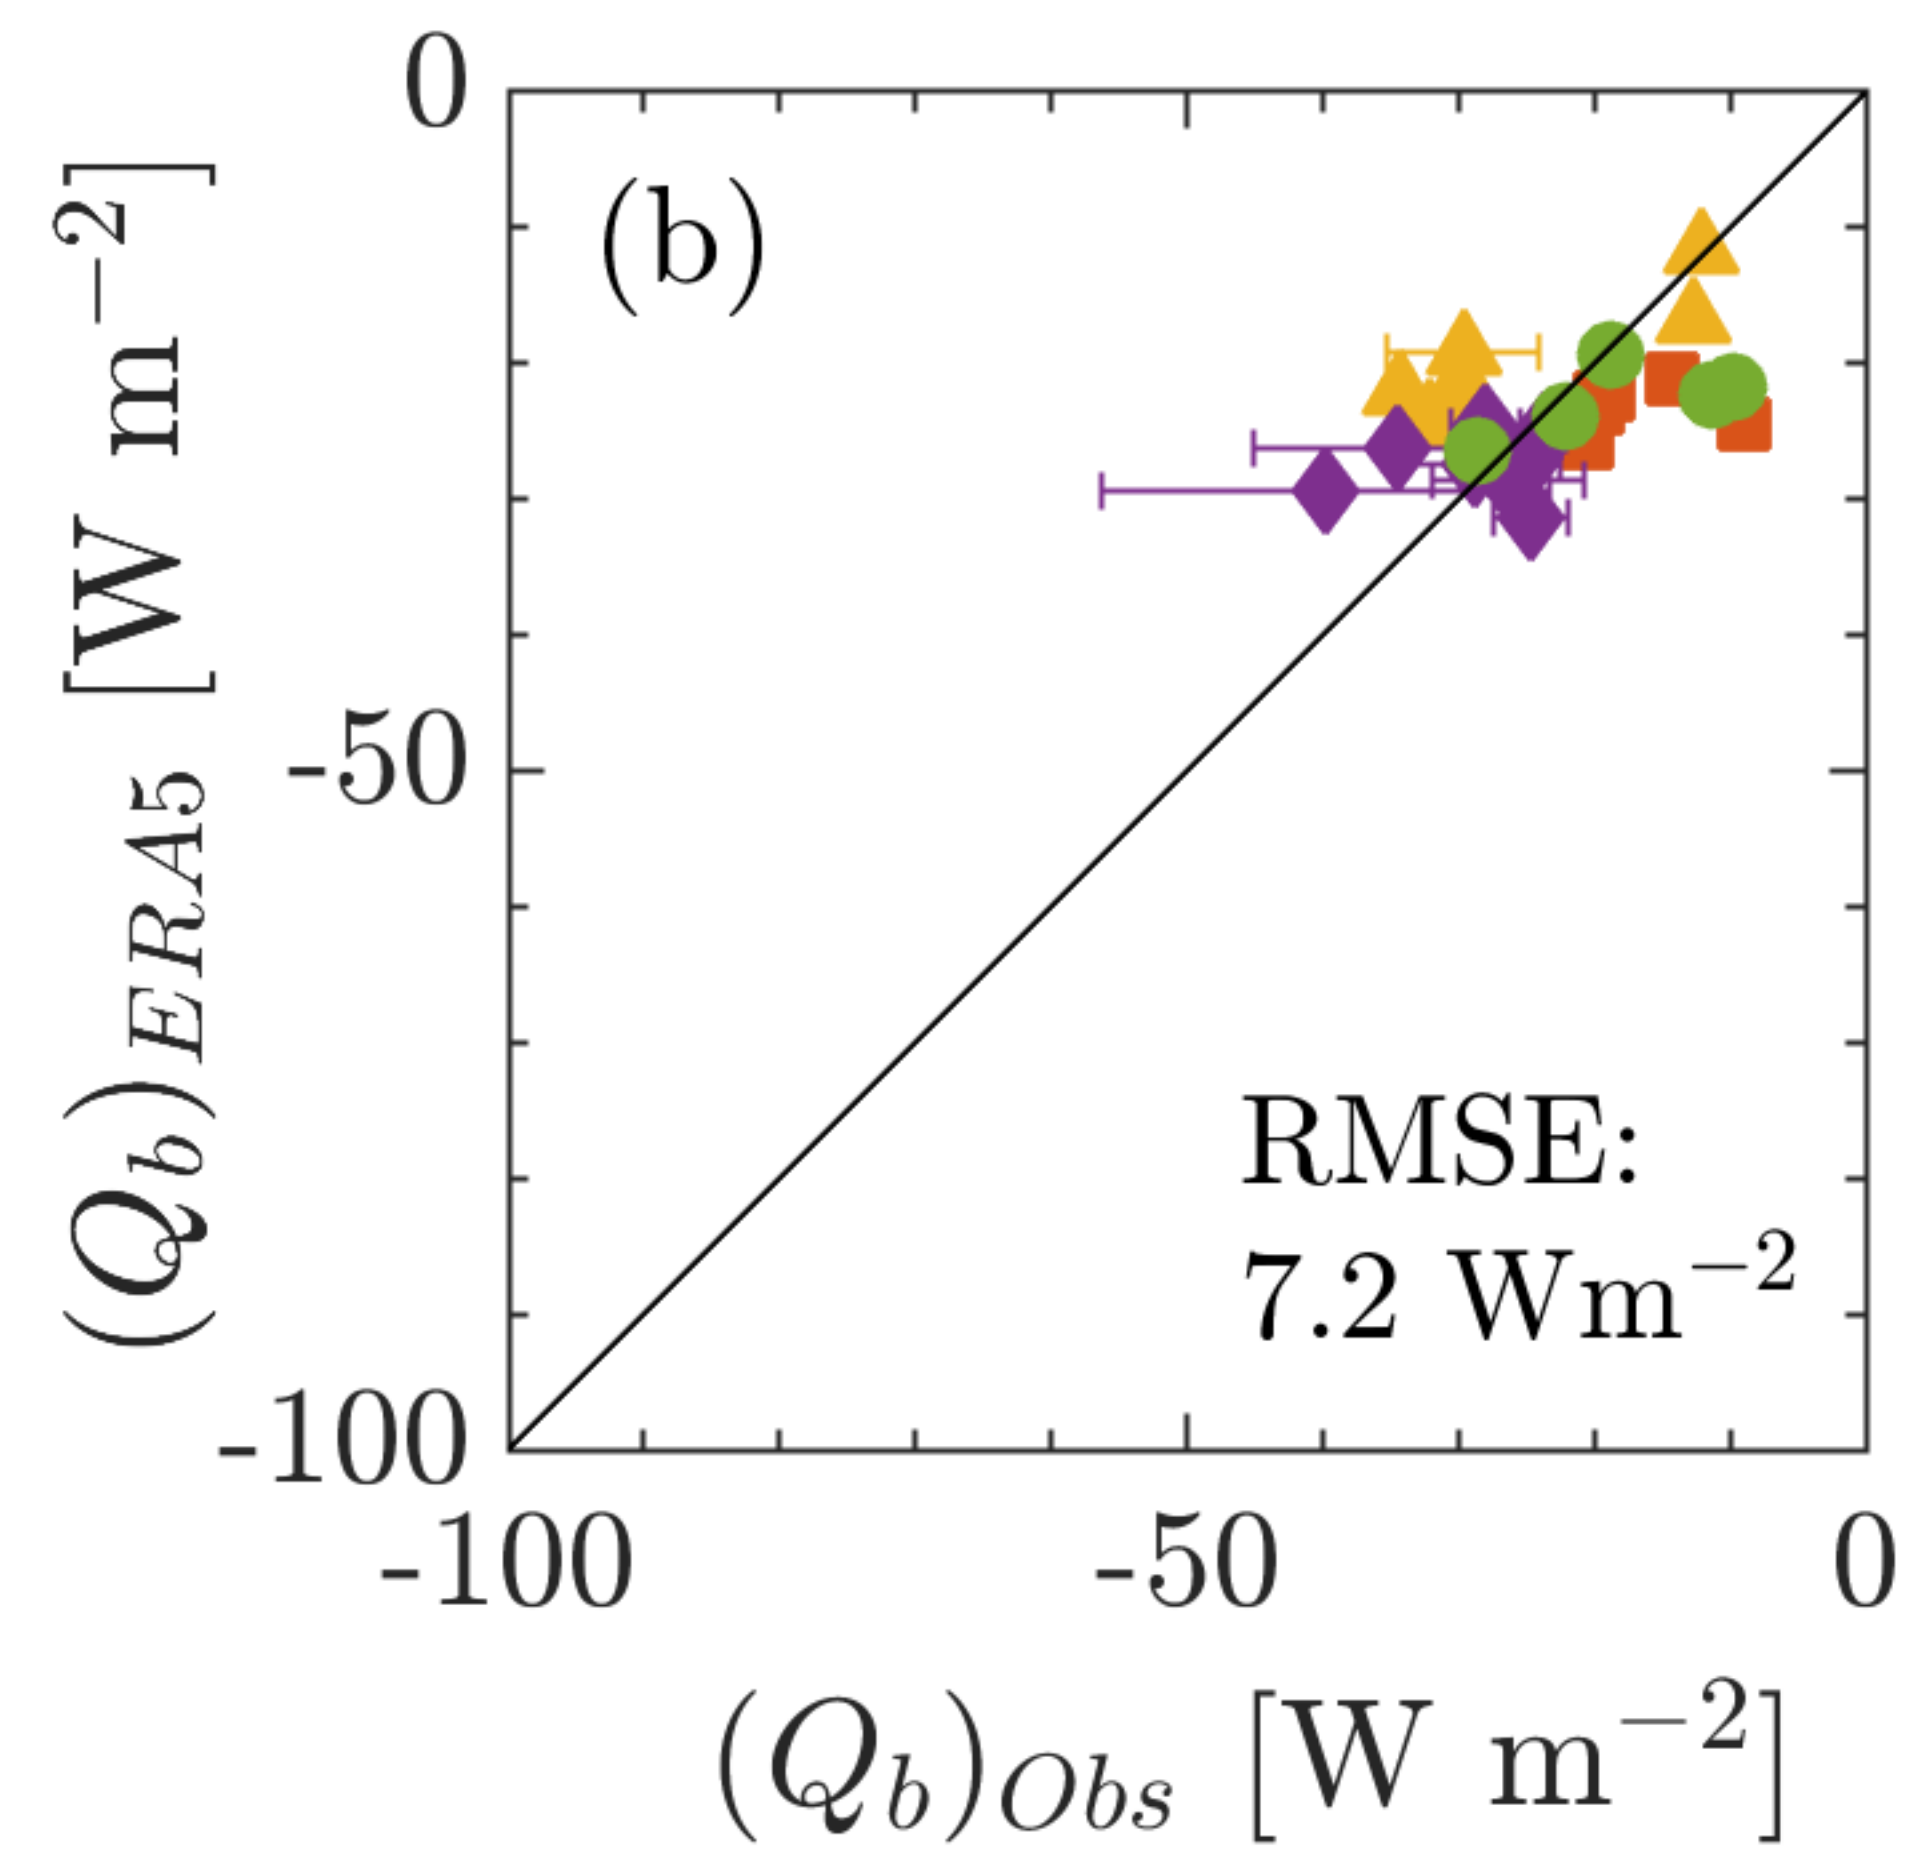 0
(b)
(Q_b)_{ERA5} [W m^{-2}]
-50
RMSE:
7.2 Wm^{-2}
-100
-100 -50 0
(Q_b)_{Obs} [W m^{-2}]